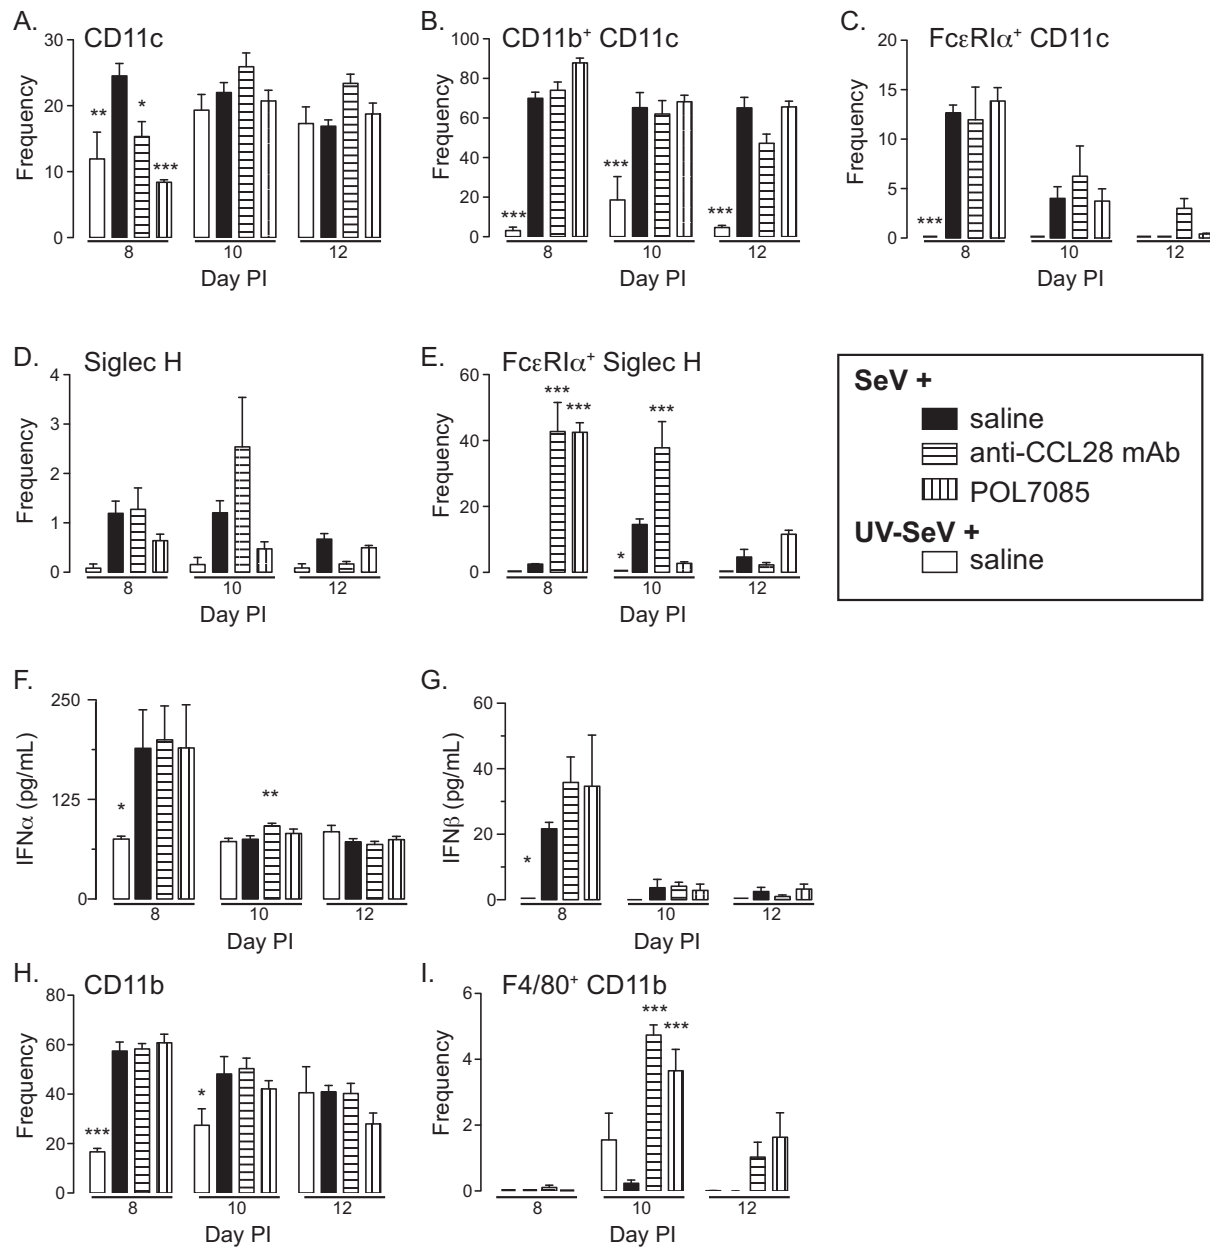 A. CD11c
30
20
10
0
Frequency
**
*
***
8 10 12
Day PI
B. CD11b⁺ CD11c
100
80
60
40
20
0
Frequency
***
***
***
8 10 12
Day PI
C. FcεRIα⁺ CD11c
20
15
10
5
0
Frequency
***
8 10 12
Day PI
D. Siglec H
4
3
2
1
0
Frequency
8 10 12
Day PI
E. FcεRIα⁺ Siglec H
60
40
20
0
Frequency
***
***
*
***
8 10 12
Day PI
SeV +
saline
anti-CCL28 mAb
POL7085
UV-SeV +
saline
F.
250
125
0
IFNα (pg/mL)
*
**
8 10 12
Day PI
G.
60
40
20
0
IFNβ (pg/mL)
*
8 10 12
Day PI
H. CD11b
80
60
40
20
0
Frequency
***
*
8 10 12
Day PI
I. F4/80⁺ CD11b
6
4
2
0
Frequency
***
***
8 10 12
Day PI